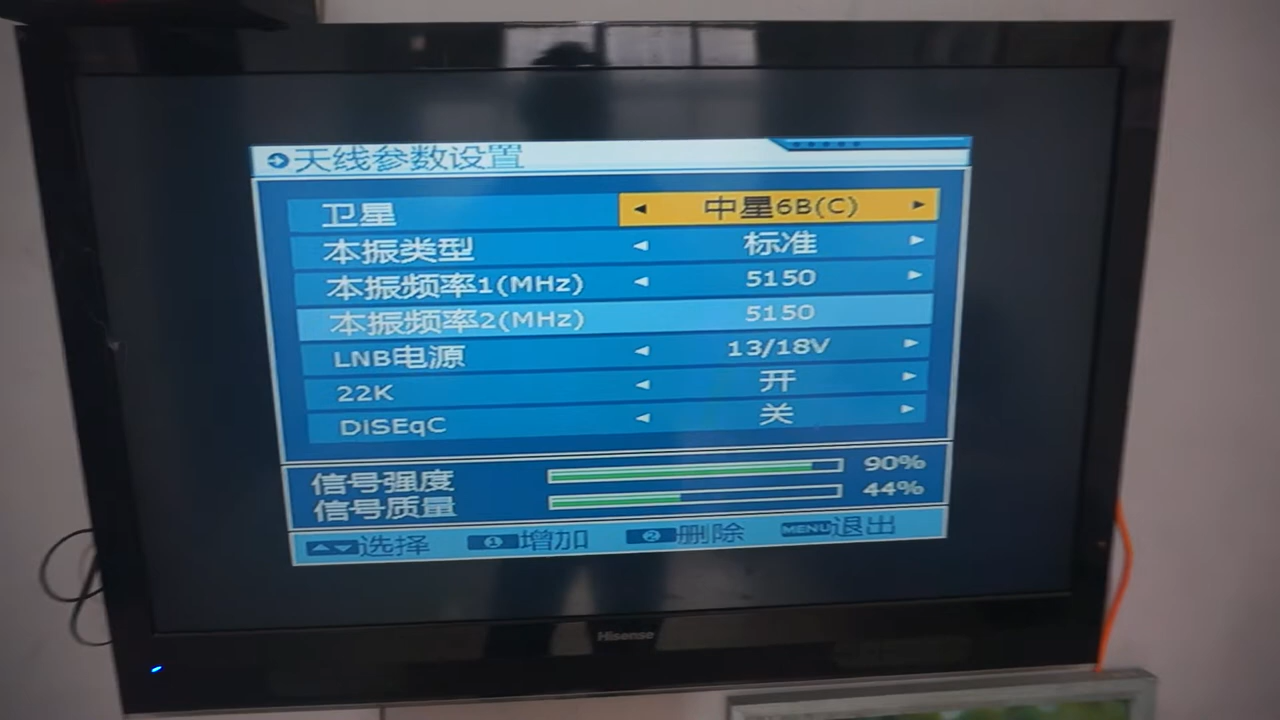 天线参数设置
卫星 中星6B(C)
本振类型 标准
本振频率1(MHz) 5150
本振频率2(MHz) 5150
LNB电源 13/18V
22K 开
DiSEqC 关
信号强度 90%
信号质量 44%
选择 1增加 2删除 MENU退出
Hisense